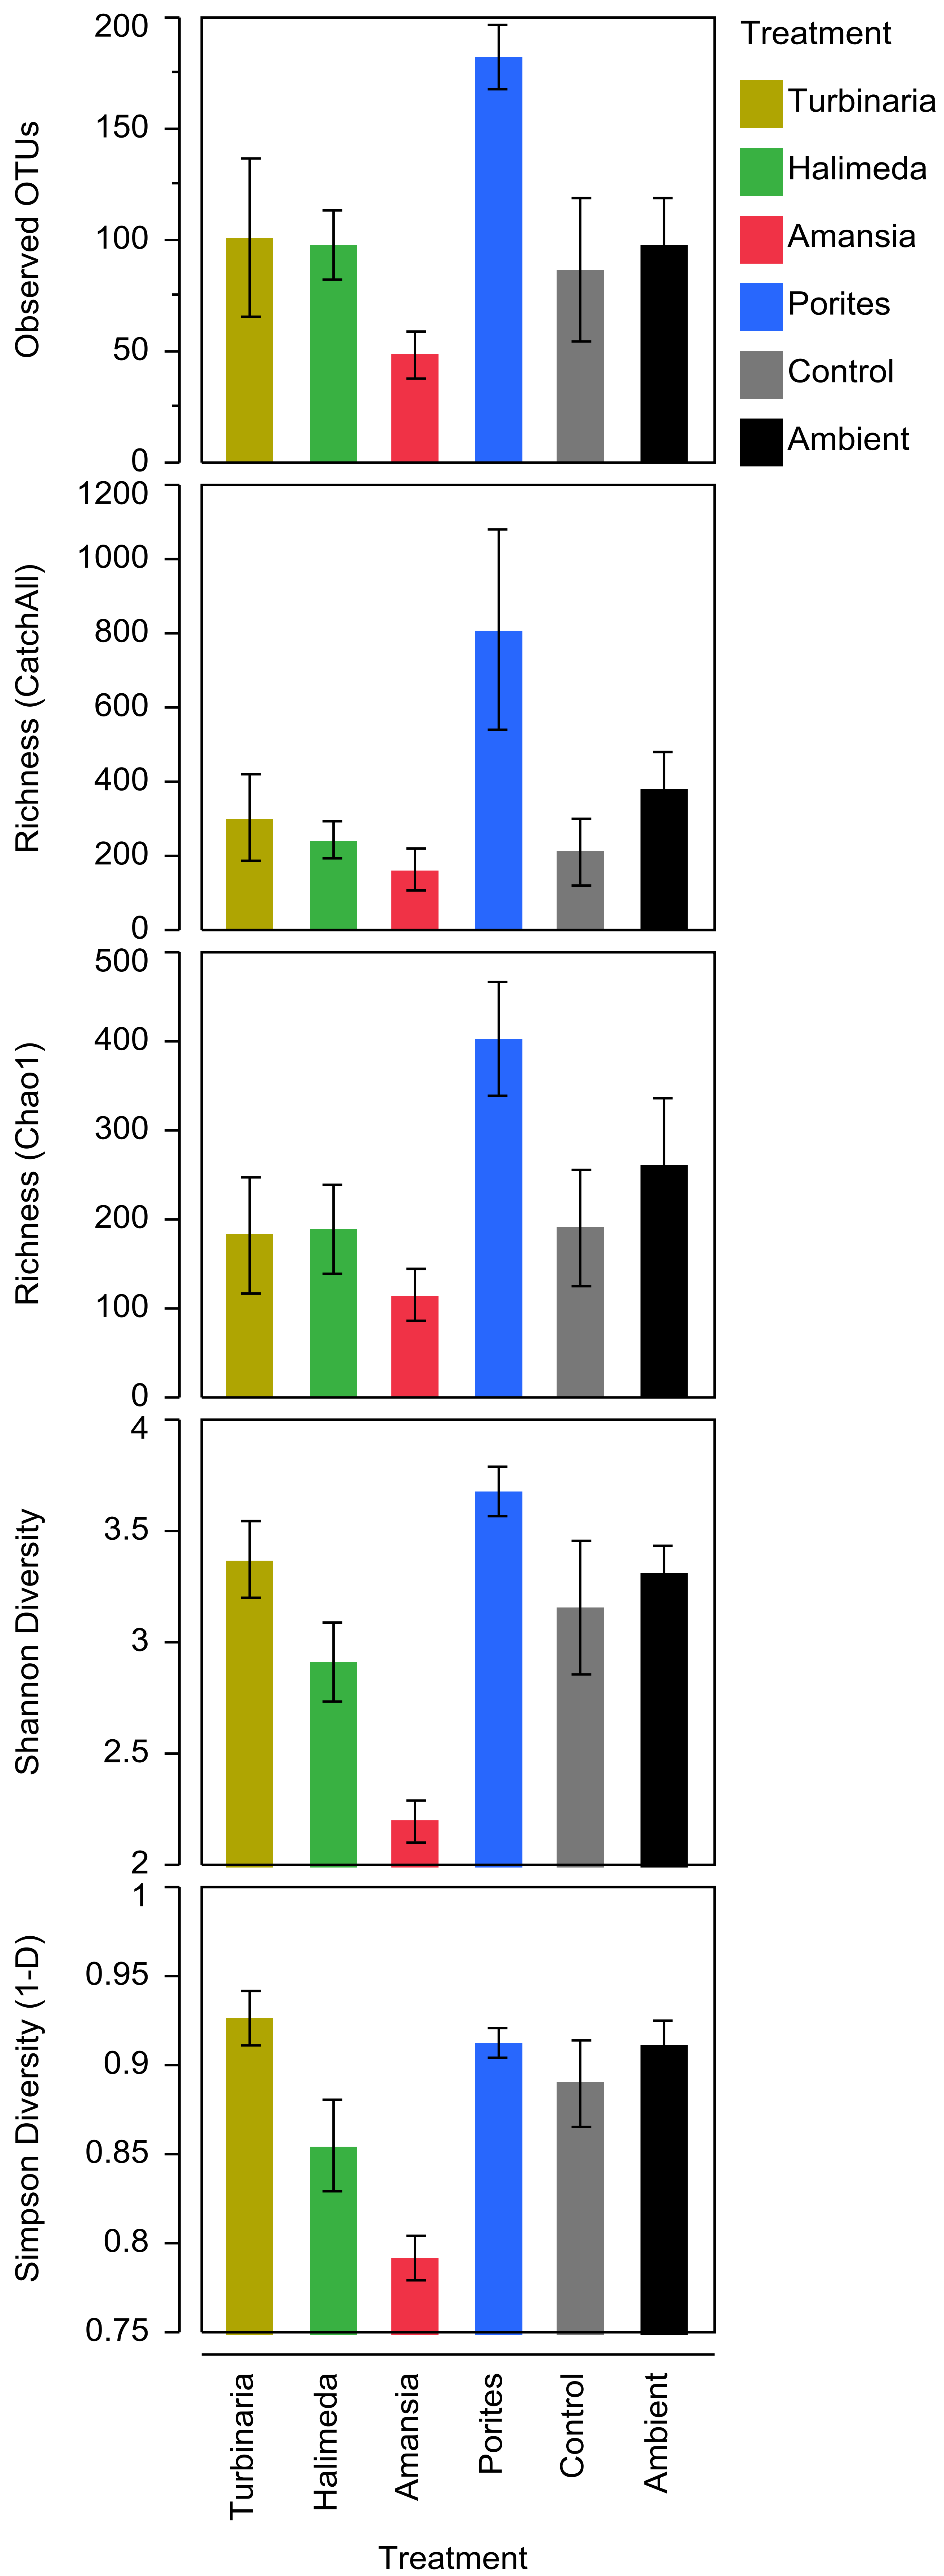 Treatment
Turbinaria
Halimeda
Amansia
Porites
Control
Ambient
Observed OTUs
200
150
100
50
0
Richness (CatchAll)
1200
1000
800
600
400
200
0
Richness (Chao1)
500
400
300
200
100
0
Shannon Diversity
4
3.5
3
2.5
2
Simpson Diversity (1-D)
1
0.95
0.9
0.85
0.8
0.75
Turbinaria
Halimeda
Amansia
Porites
Control
Ambient
Treatment